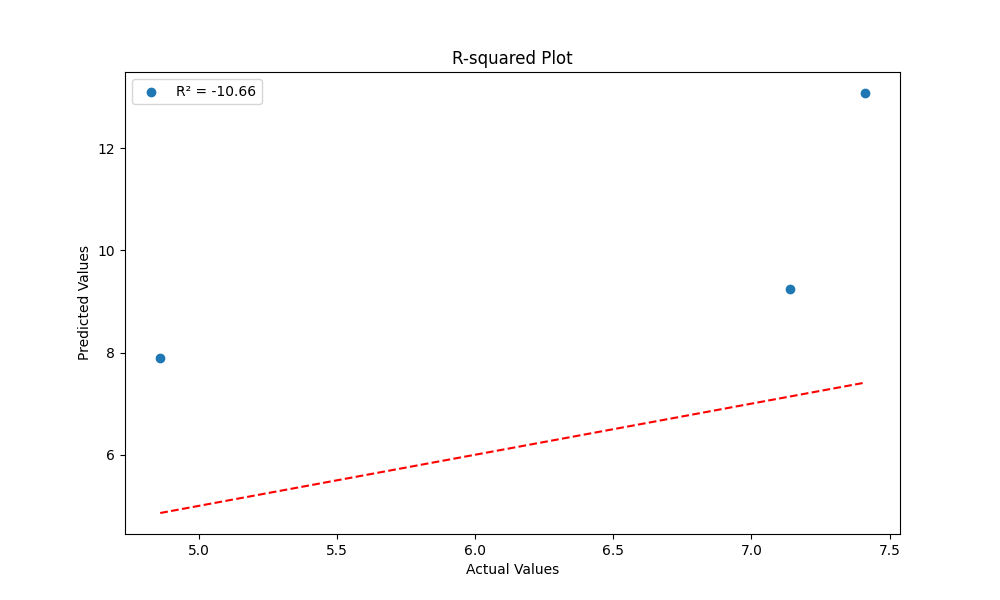 R-squared Plot
R² = -10.66
12
10
8
6
Predicted Values
5.0 5.5 6.0 6.5 7.0 7.5
Actual Values